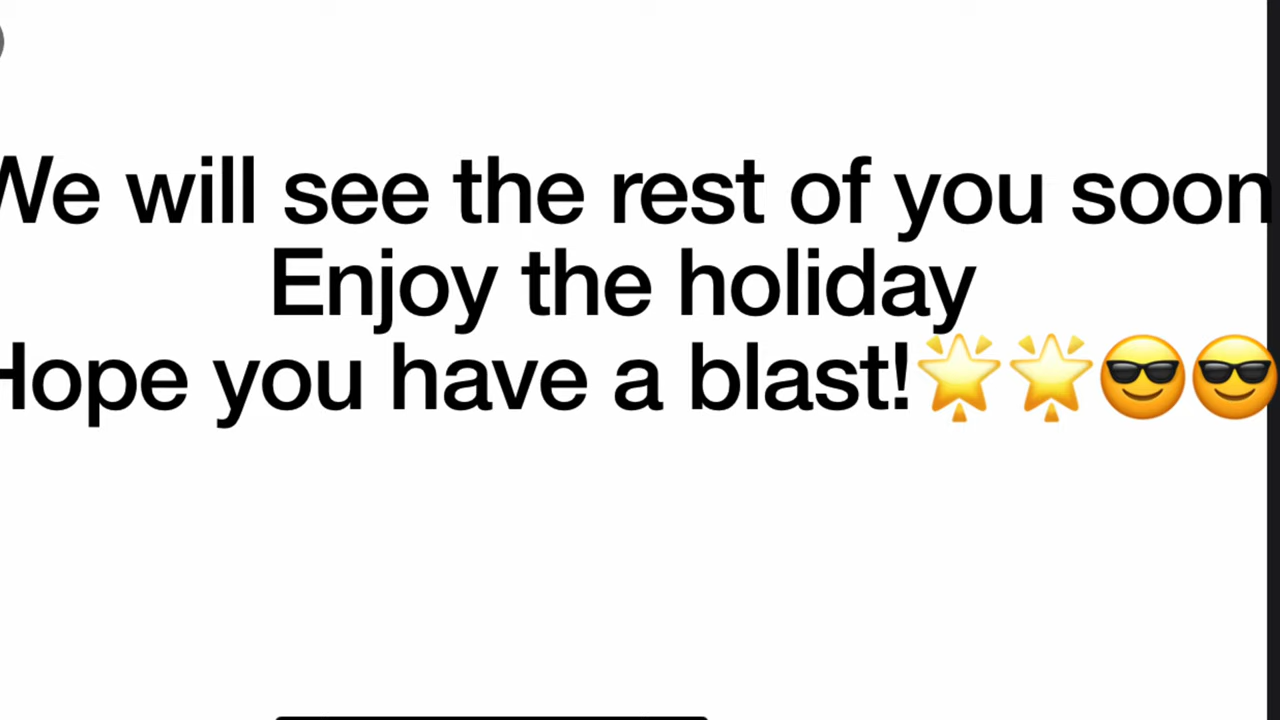 We will see the rest of you soon
Enjoy the holiday
Hope you have a blast!🌟🌟😎😎